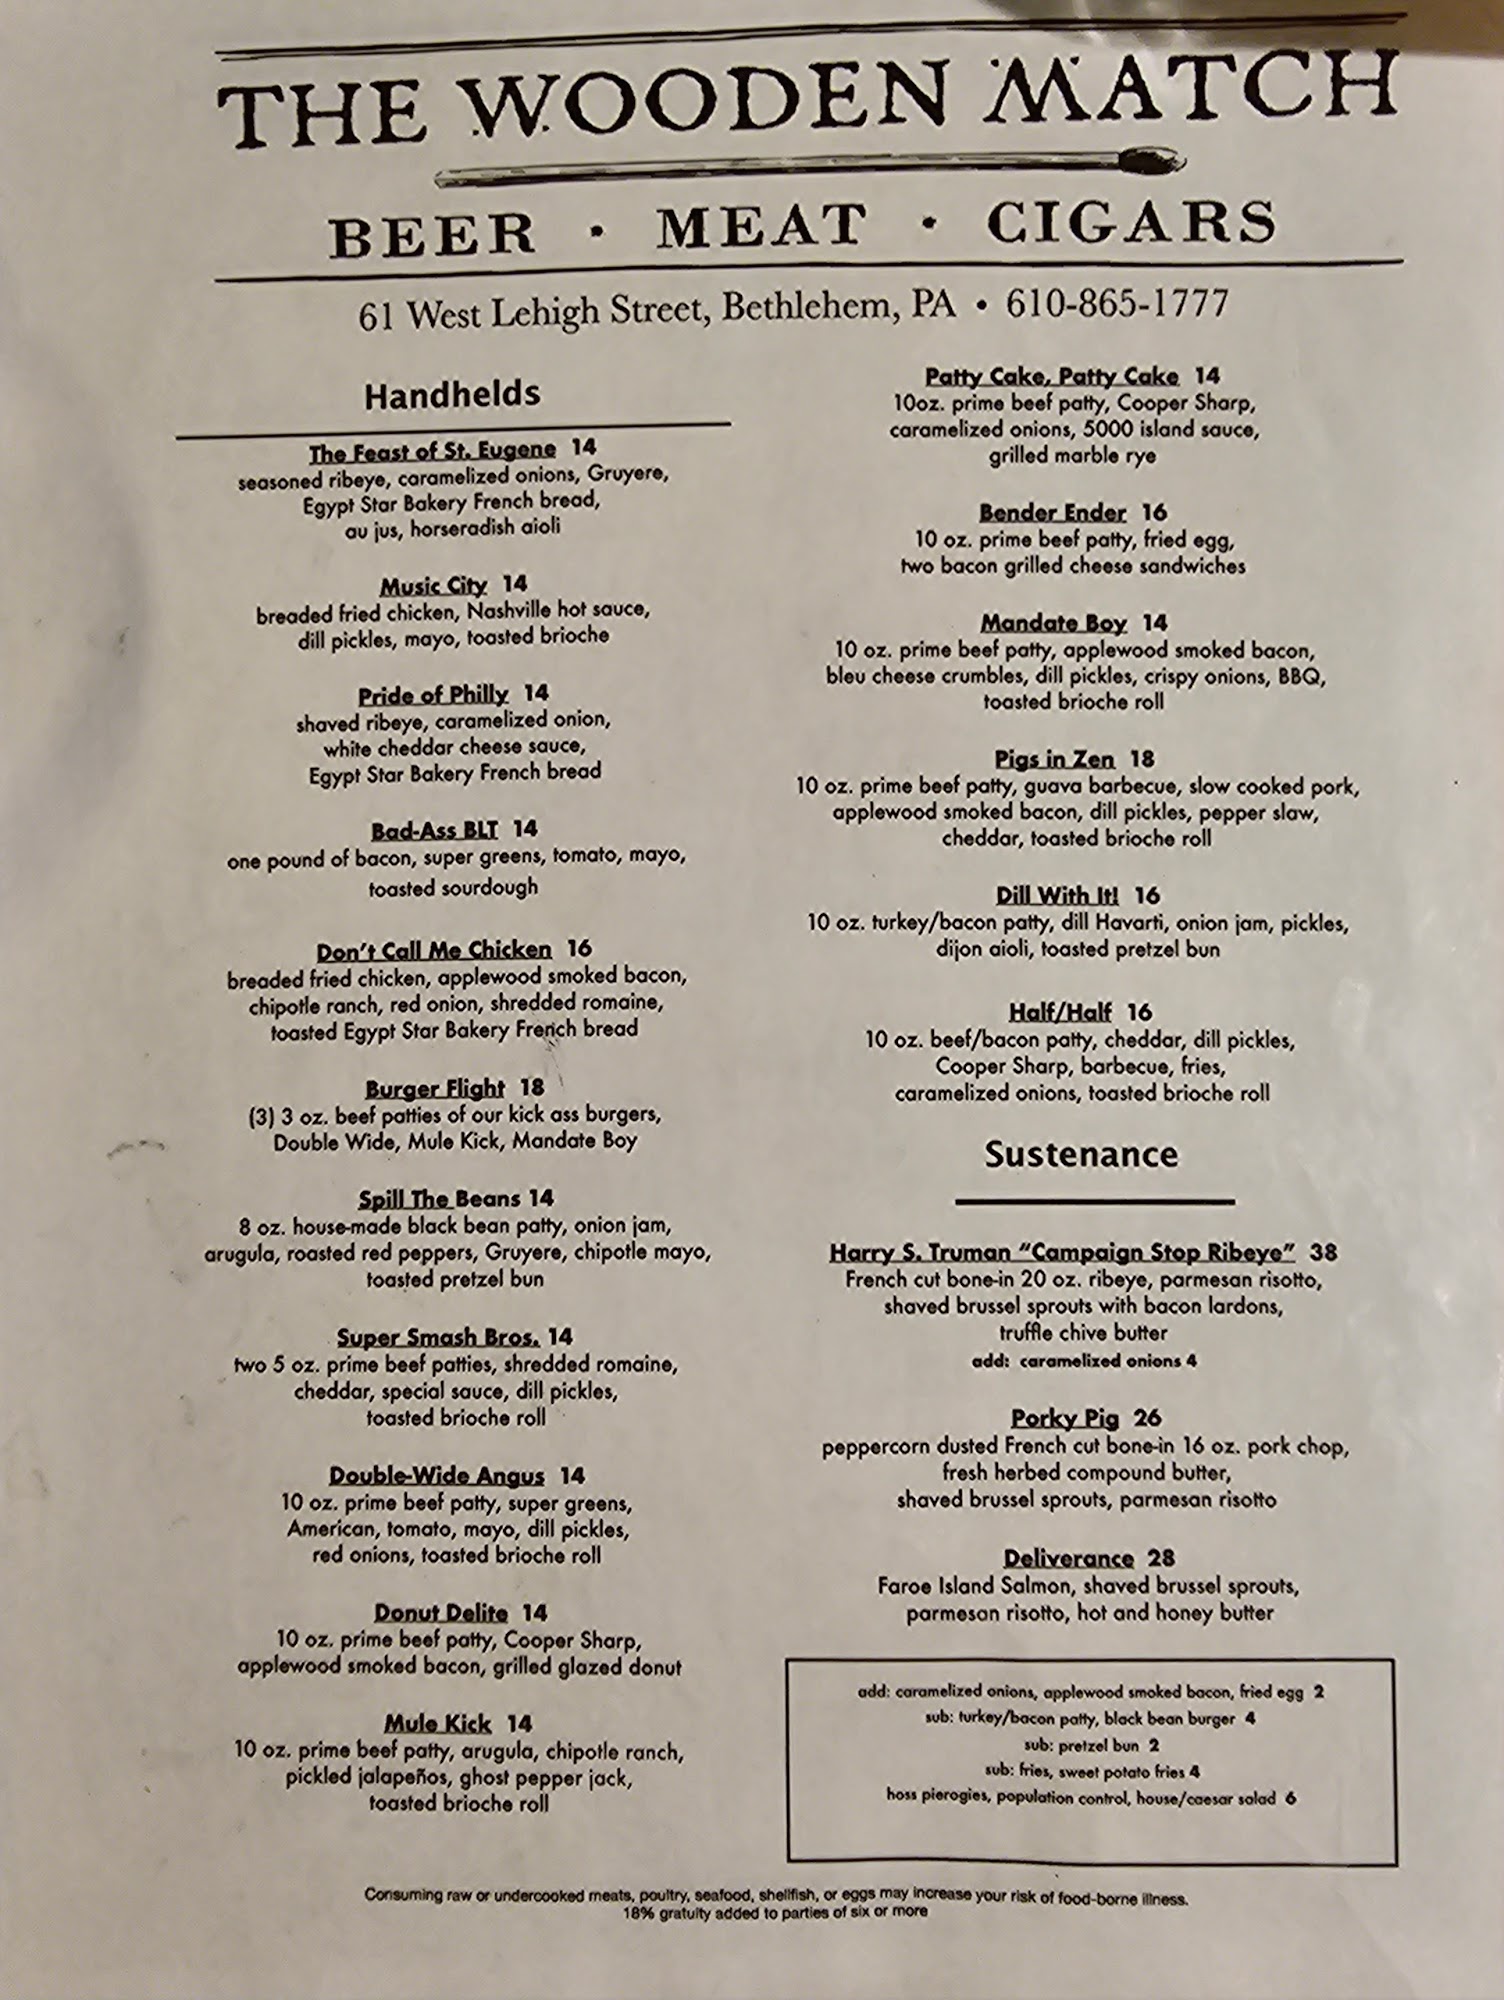 THE WOODEN MATCH
BEER · MEAT · CIGARS
61 West Lehigh Street, Bethlehem, PA • 610-865-1777
Handhelds
The Feast of St. Eugene 14
seasoned ribeye, caramelized onions, Gruyere,
Egypt Star Bakery French bread,
au jus, horseradish aioli
Music City 14
breaded fried chicken, Nashville hot sauce,
dill pickles, mayo, toasted brioche
Pride of Philly 14
shaved ribeye, caramelized onion,
white cheddar cheese sauce,
Egypt Star Bakery French bread
Bad-Ass BLT 14
one pound of bacon, super greens, tomato, mayo,
toasted sourdough
Don't Call Me Chicken 16
breaded fried chicken, applewood smoked bacon,
chipotle ranch, red onion, shredded romaine,
toasted Egypt Star Bakery French bread
Burger Flight 18
(3) 3 oz. beef patties of our kick ass burgers,
Double Wide, Mule Kick, Mandate Boy
Spill The Beans 14
8 oz. house-made black bean patty, onion jam,
arugula, roasted red peppers, Gruyere, chipotle mayo,
toasted pretzel bun
Super Smash Bros. 14
two 5 oz. prime beef patties, shredded romaine,
cheddar, special sauce, dill pickles,
toasted brioche roll
Double-Wide Angus 14
10 oz. prime beef patty, super greens,
American, tomato, mayo, dill pickles,
red onions, toasted brioche roll
Donut Delite 14
10 oz. prime beef patty, Cooper Sharp,
applewood smoked bacon, grilled glazed donut
Mule Kick 14
10 oz. prime beef patty, arugula, chipotle ranch,
pickled jalapeños, ghost pepper jack,
toasted brioche roll
Patty Cake, Patty Cake 14
10oz. prime beef patty, Cooper Sharp,
caramelized onions, 5000 island sauce,
grilled marble rye
Bender Ender 16
10 oz. prime beef patty, fried egg,
two bacon grilled cheese sandwiches
Mandate Boy 14
10 oz. prime beef patty, applewood smoked bacon,
bleu cheese crumbles, dill pickles, crispy onions, BBQ,
toasted brioche roll
Pigs in Zen 18
10 oz. prime beef patty, guava barbecue, slow cooked pork,
applewood smoked bacon, dill pickles, pepper slaw,
cheddar, toasted brioche roll
Dill With It! 16
10 oz. turkey/bacon patty, dill Havarti, onion jam, pickles,
dijon aioli, toasted pretzel bun
Half/Half 16
10 oz. beef/bacon patty, cheddar, dill pickles,
Cooper Sharp, barbecue, fries,
caramelized onions, toasted brioche roll
Sustenance
Harry S. Truman "Campaign Stop Ribeye" 38
French cut bone-in 20 oz. ribeye, parmesan risotto,
shaved brussel sprouts with bacon lardons,
truffle chive butter
add: caramelized onions 4
Porky Pig 26
peppercorn dusted French cut bone-in 16 oz. pork chop,
fresh herbed compound butter,
shaved brussel sprouts, parmesan risotto
Deliverance 28
Faroe Island Salmon, shaved brussel sprouts,
parmesan risotto, hot and honey butter
add: caramelized onions, applewood smoked bacon, fried egg 2
sub: turkey/bacon patty, black bean burger 4
sub: pretzel bun 2
sub: fries, sweet potato fries 4
hoss pierogies, population control, house/caesar salad 6
Consuming raw or undercooked meats, poultry, seafood, shellfish, or eggs may increase your risk of food-borne illness.
18% gratuity added to parties of six or more